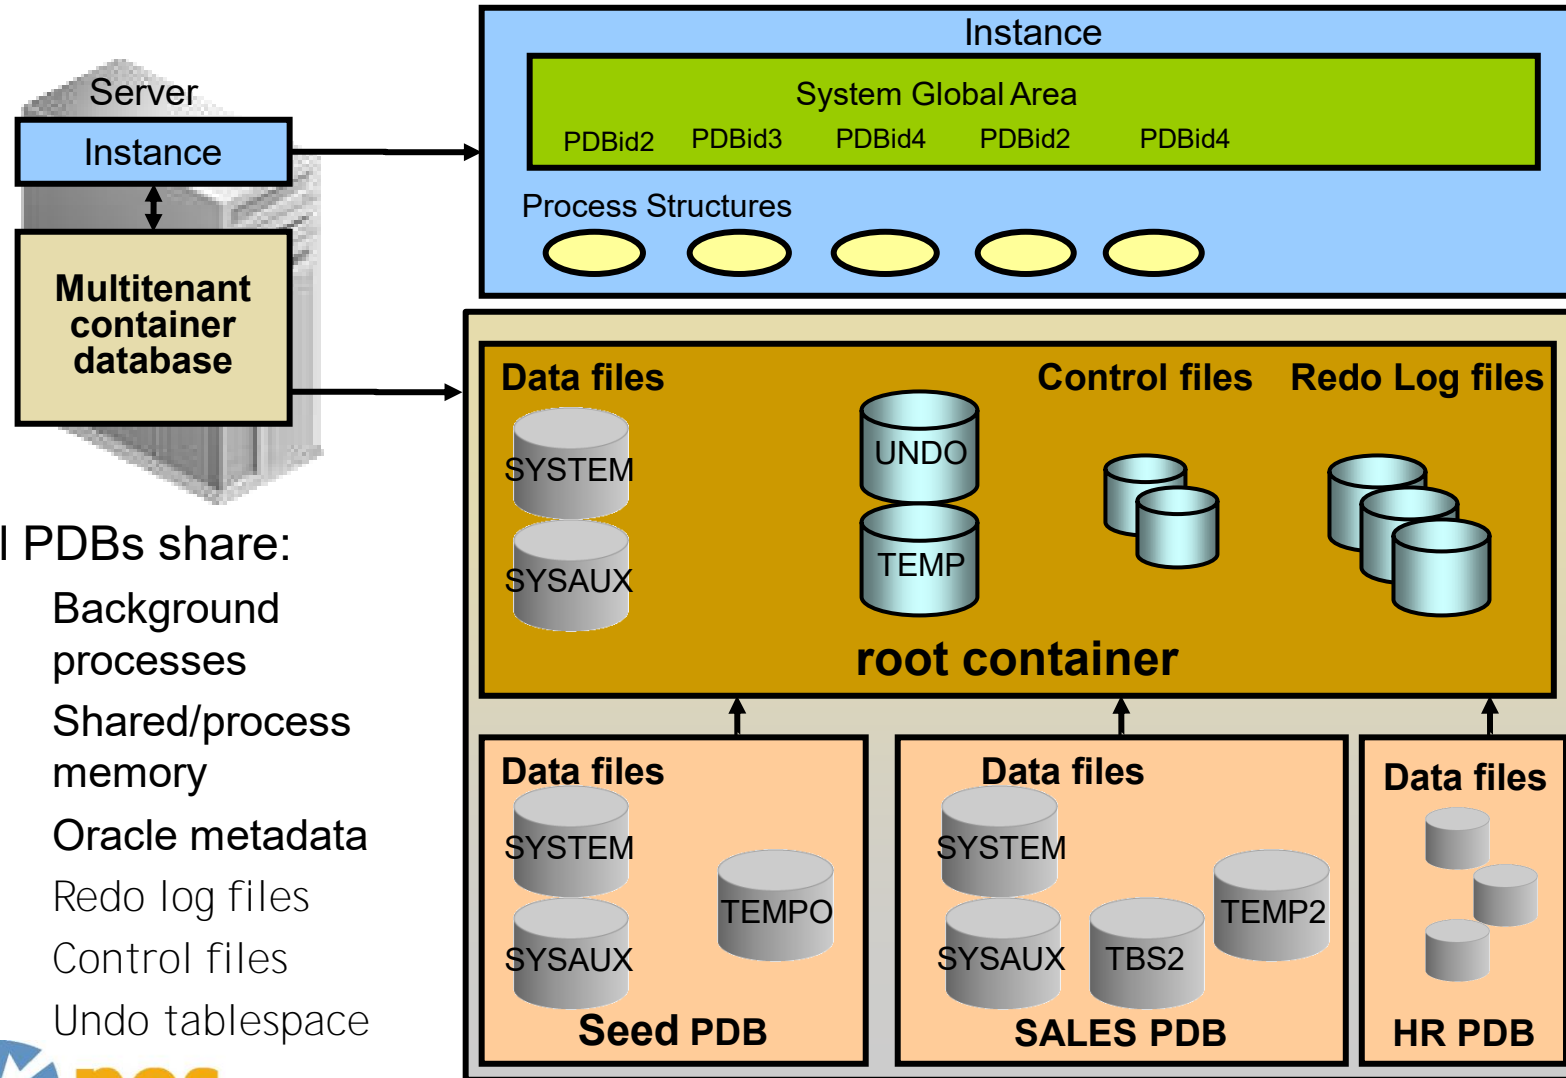 Instance
System Global Area
PDBid2 PDBid3 PDBid4 PDBid2 PDBid4
Process Structures
Server
Instance
Multitenant
container
database
Data files
Control files
Redo Log files
SYSTEM
SYSAUX
UNDO
TEMP
root container
PDBs share:
Background
processes
Shared/process
memory
Oracle metadata
Redo log files
Control files
Undo tablespace
Data files
SYSTEM
SYSAUX
TEMPO
Seed PDB
Data files
SYSTEM
SYSAUX
TBS2
TEMP2
SALES PDB
Data files
HR PDB